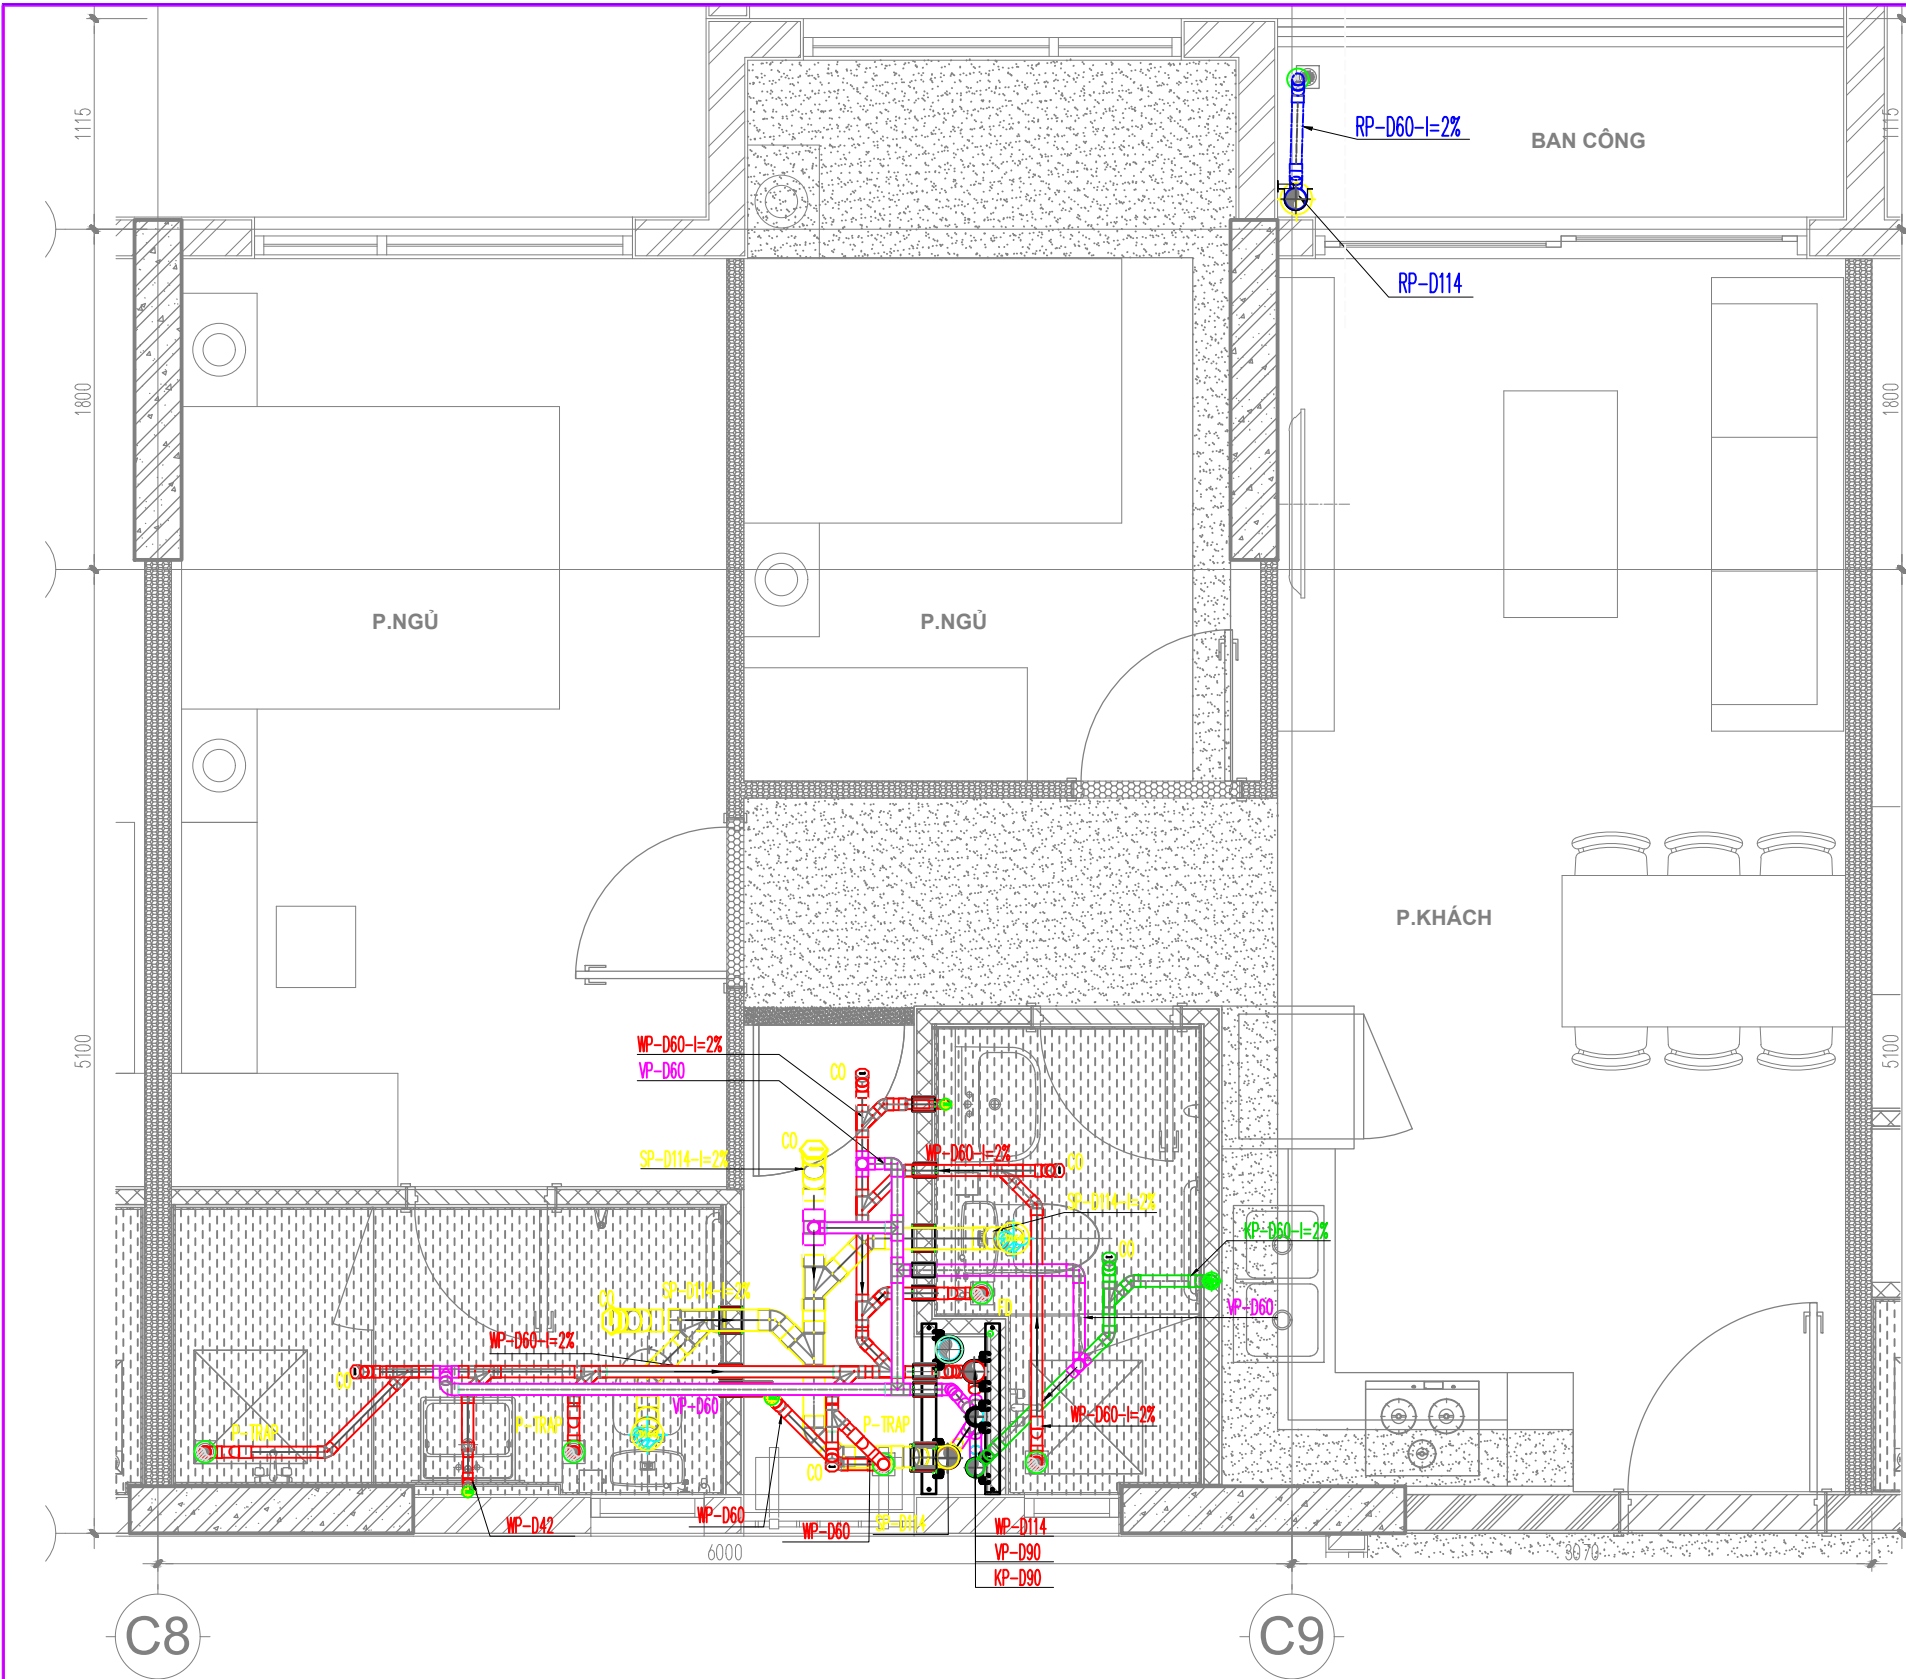 1115
1115
RP-D60-I=2%
BAN CÔNG
RP-D114
1800
1800
P.NGỦ
P.NGỦ
P.KHÁCH
5100
5100
WP-D60-I=2%
VP-D60
CO
CO
SP-D114-I=2%
WP-D60-I=2%
CO
SP-D114-I=2%
KP-D60-I=2%
CO
SP-D114-I=2%
CO
FD
VP-D60
WP-D60-I=2%
CO
VP-D60
P-TRAP
P-TRAP
P-TRAP
WP-D60-I=2%
CO
WP-D42
WP-D60
WP-D60
SP-D114
WP-D114
VP-D90
KP-D90
6000
3070
C8
C9